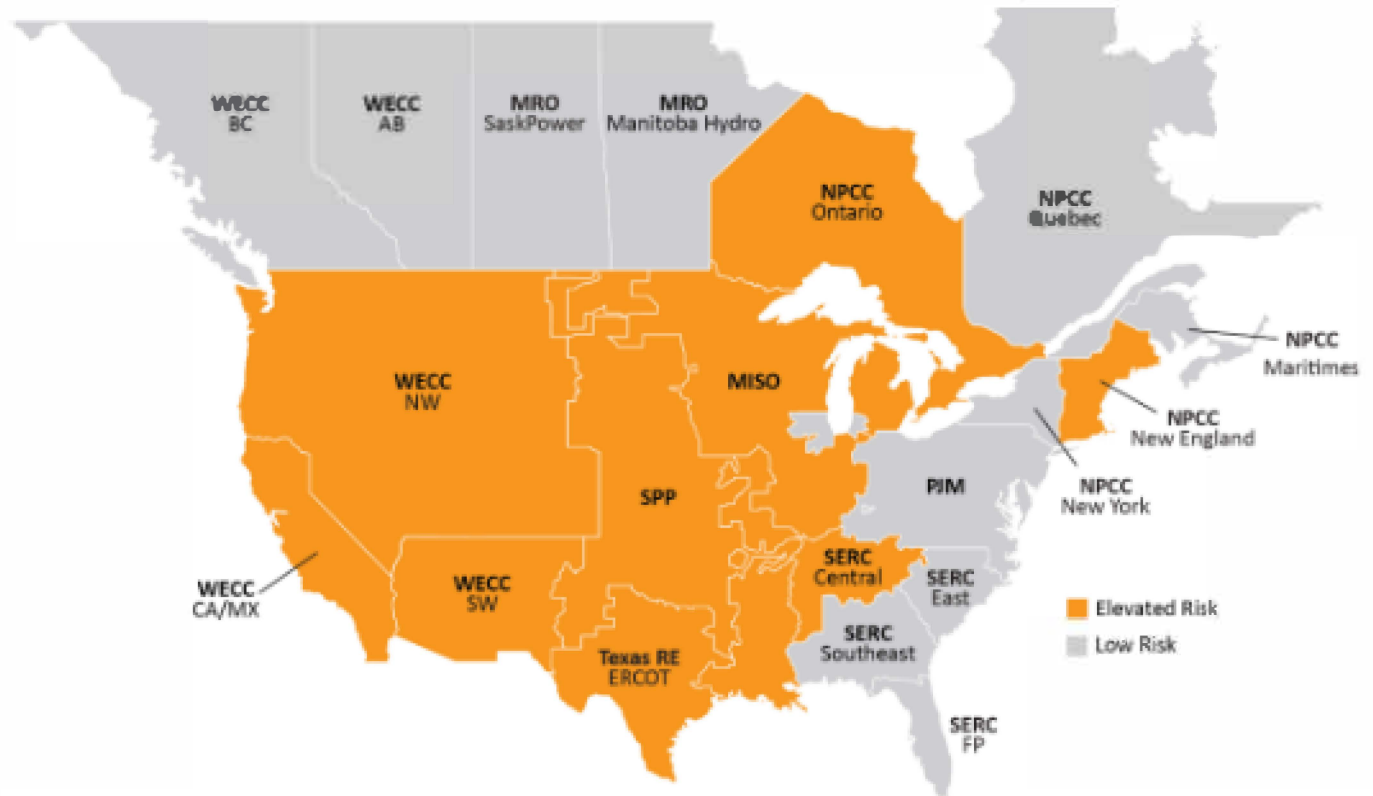 WECC
BC
WECC
AB
MRO
SaskPower
MRO
Manitoba Hydro
NPCC
Ontario
NPCC
Quebec
NPCC
Maritimes
WECC
NW
MISO
NPCC
New England
SPP
PJM
NPCC
New York
WECC
CA/MX
WECC
SW
SERC
Central
SERC
East
Elevated Risk
Low Risk
SERC
Southeast
Texas RE
ERCOT
SERC
FP